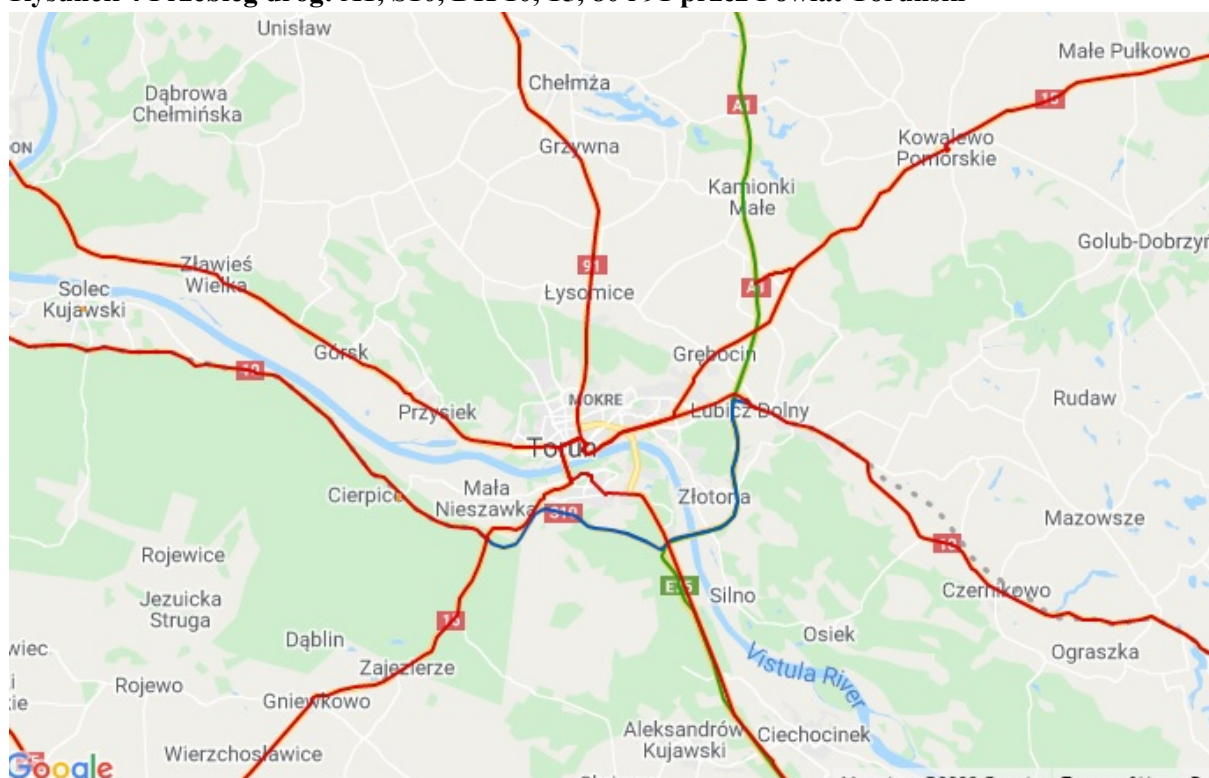 Unisław
Małe Pułkowo
Chełmża
Dąbrowa
Chełmińska
A1
15
Kowalewo
Pomorskie
ON
Grzywna
Kamionki
Małe
Golub-Dobrzyń
Zławieś
Wielka
91
Solec
Kujawski
Łysomice
A1
Górsk
Grębocin
10
MOKRE
Rudaw
Przysiek
Lubicz Dolny
Toruń
Cierpice
Mała
Nieszawka
Złotoria
S10
Mazowsze
Rojewice
10
E75
Silno
Czernikowo
Jezuicka
Struga
15
Dąblin
Osiek
wiec
Zajezierze
Vistula River
Ograszka
Rojewo
Gniewkowo
Aleksandrów
Kujawski
Ciechocinek
Wierzchosławice
Google